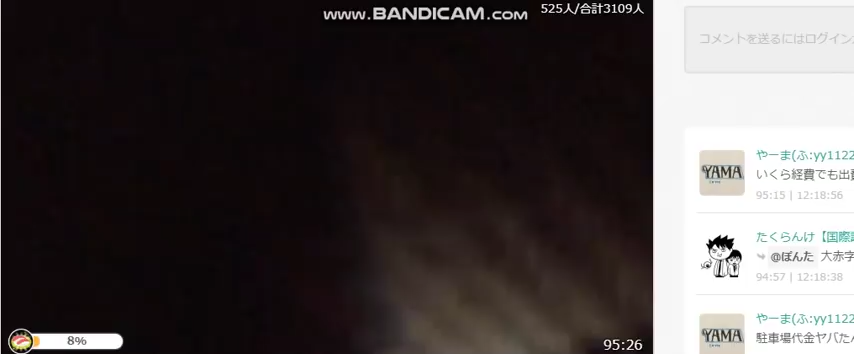 www.BANDICAM.com
525人/合計3109人
8%
95:26
コメントを送るにはログイン
YAMA
やーま(ふ:yy1122
いくら経費でも出
95:15 | 12:18:56
たくらんけ【国際
@ぽんた 大赤字
94:57 | 12:18:38
YAMA
やーま(ふ:yy1122
駐車場代金ヤバたん